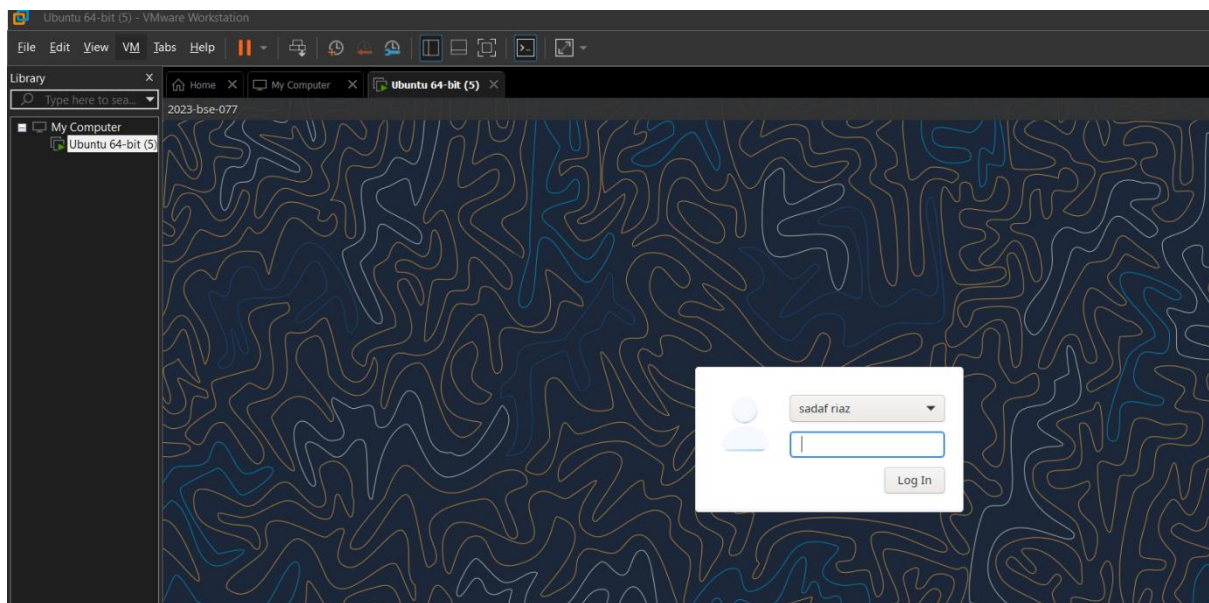 Ubuntu 64-bit (5) - VMware Workstation
File Edit View VM Tabs Help
Library X
Home X My Computer X Ubuntu 64-bit (5) X
Type here to sea...
2023-bse-077
My Computer
Ubuntu 64-bit (5)
sadaf riaz
Log In